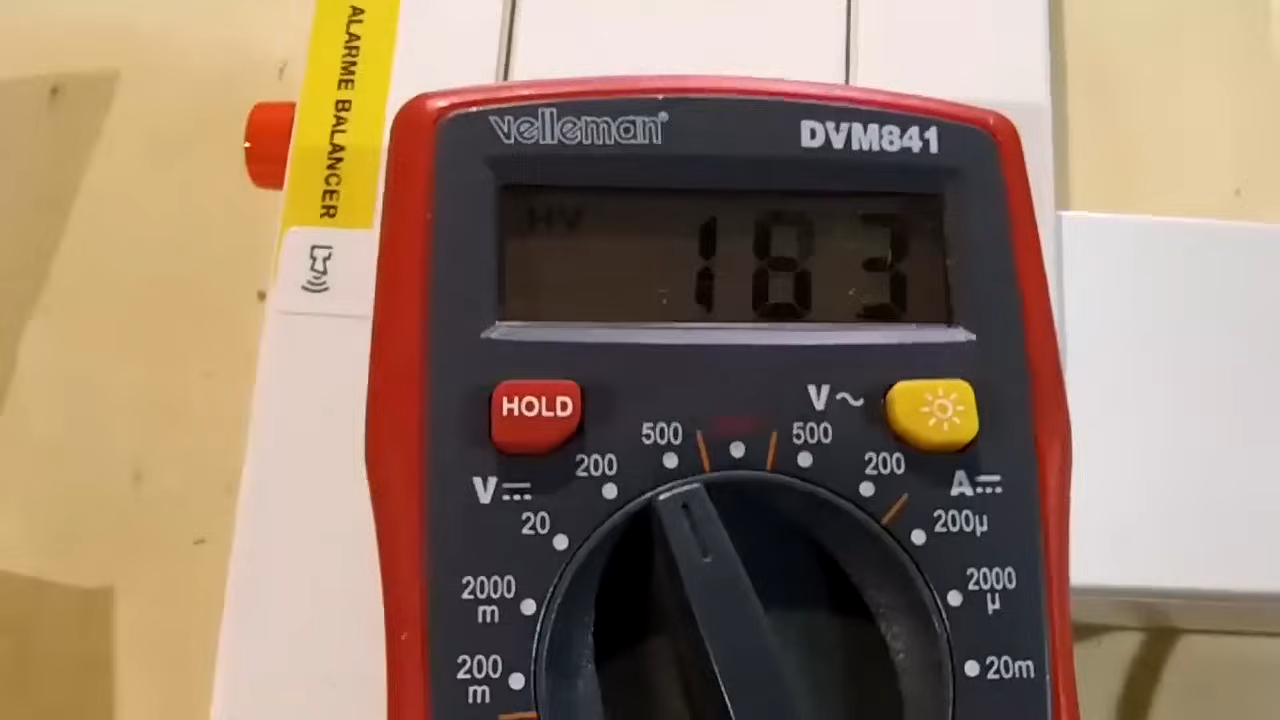 ALARME BALANCER
velleman®
DVM841
HV
183
HOLD
V~
500
500
200
200
V⎓
A⎓
20
200µ
2000
m
2000
µ
200
m
20m